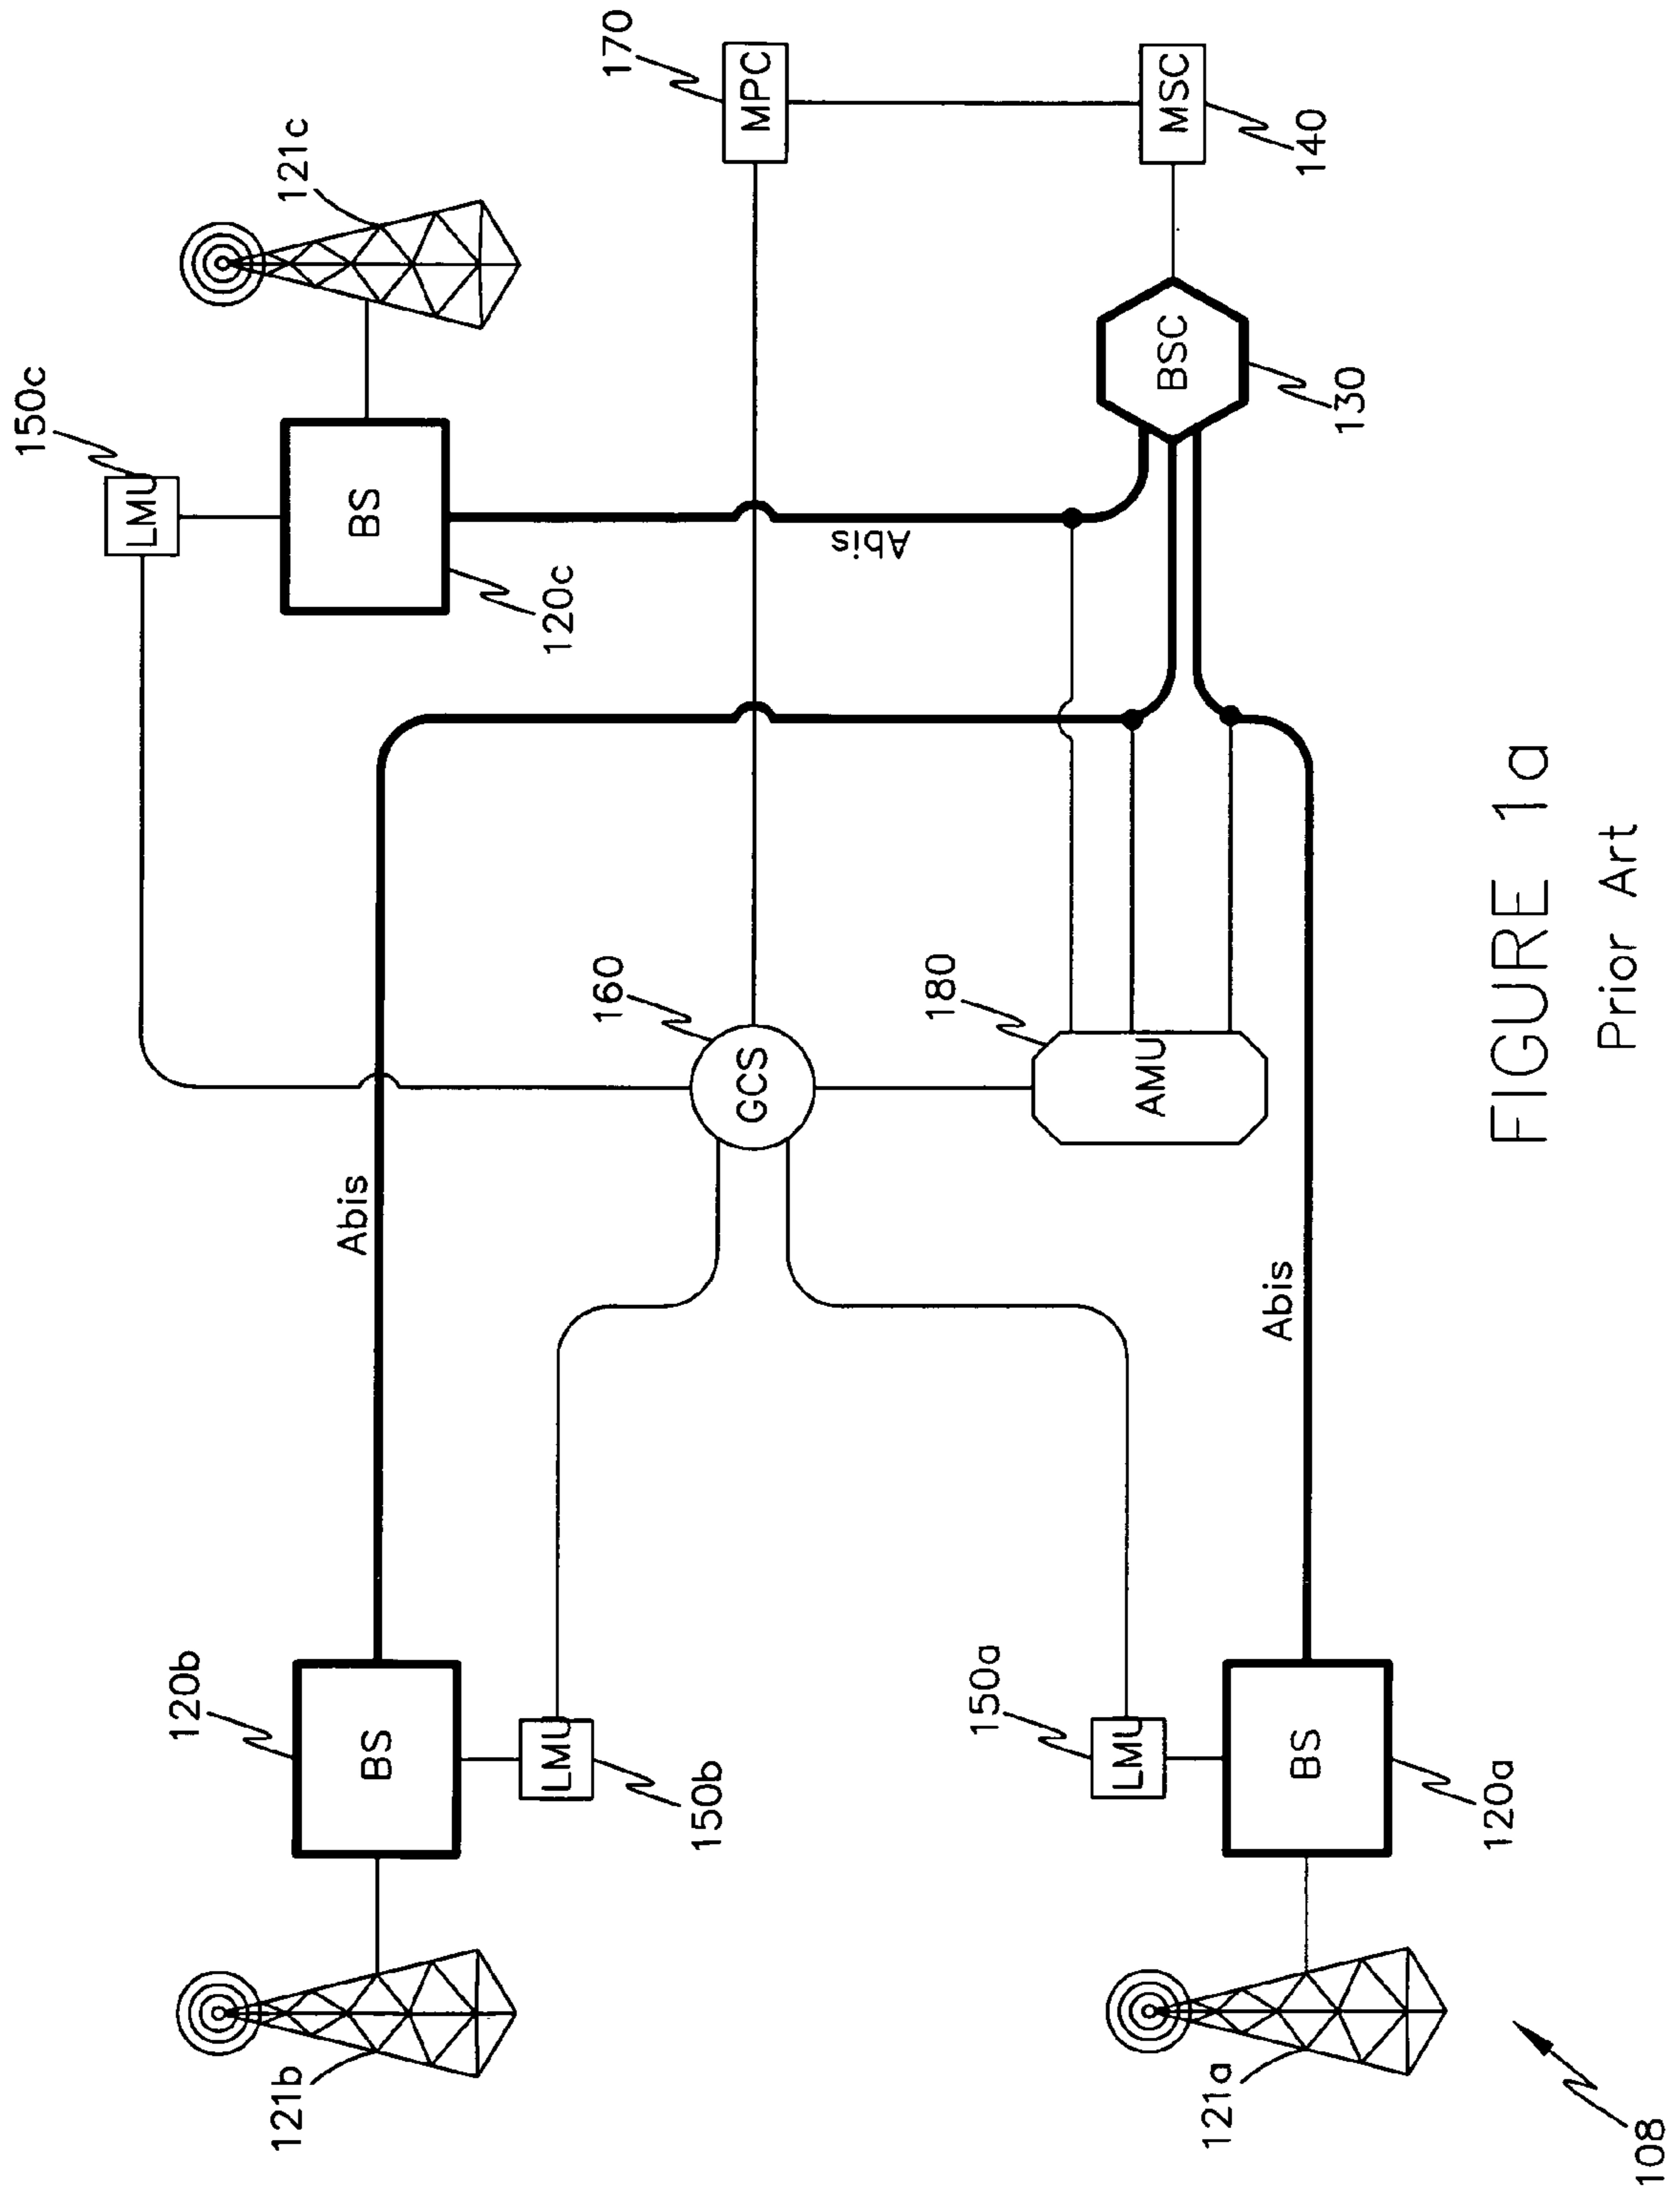 121b
120b
BS
LMU
150b
Abis
150c
LMU
BS
120c
121c
Abis
160
GCS
170
MPC
180
AMU
BSC
130
MSC
140
150a
LMU
121a
BS
120a
Abis
108
FIGURE 1a
Prior Art